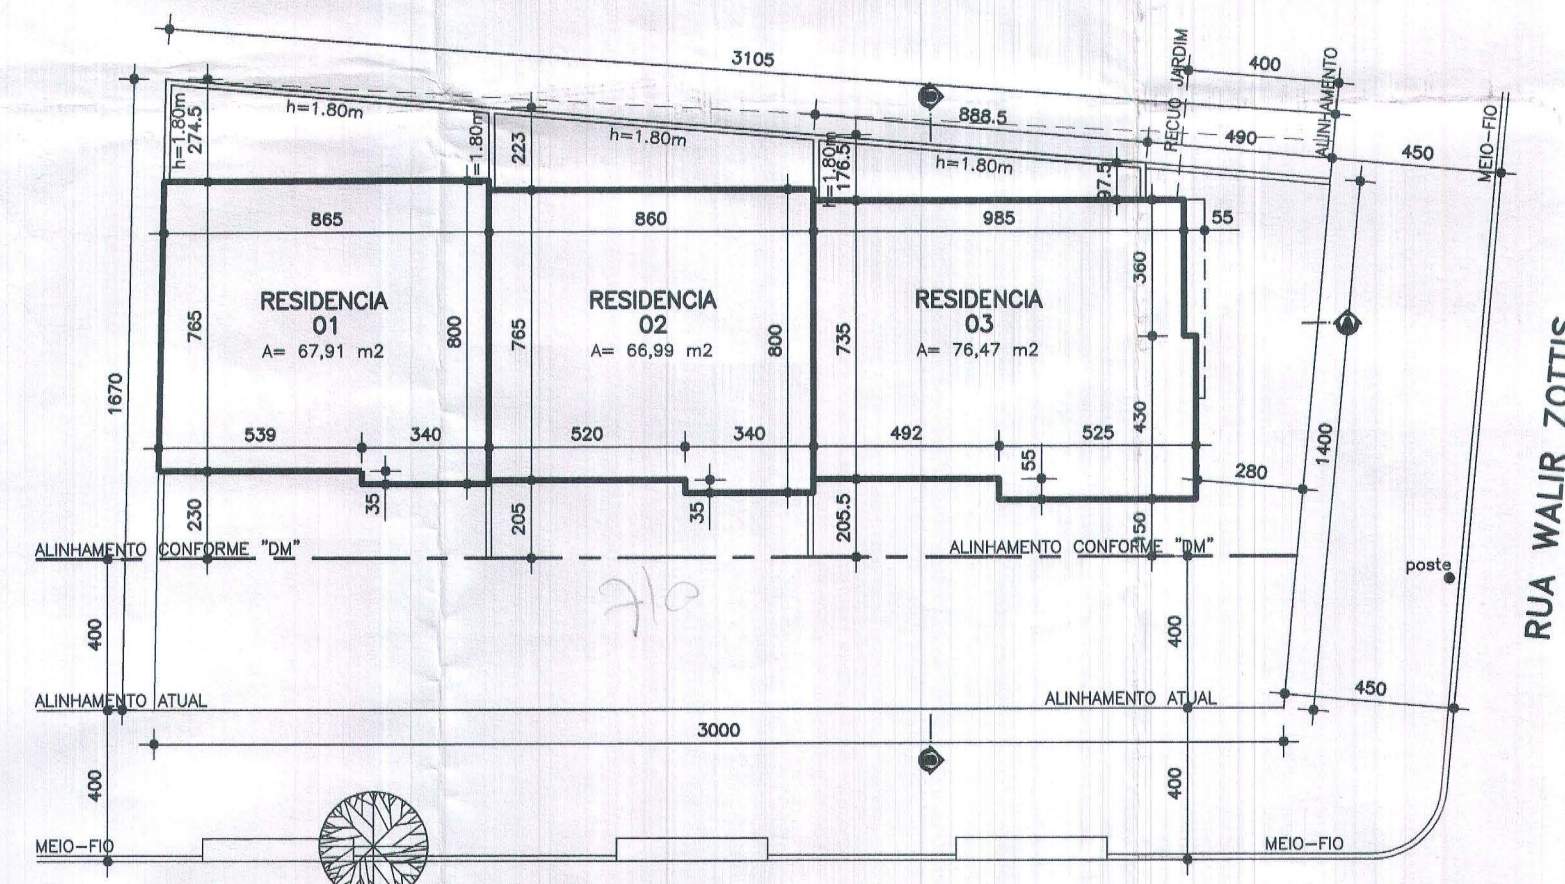 3105
400
RECUO JARDIM
ALINHAMENTO
MEIO-FIO
888.5
490
450
h=1.80m
274.5
h=1.80m
=1.80m
223
h=1.80m
=1.80m
176.5
h=1.80m
97.5
865
860
985
55
RESIDENCIA
01
A= 67,91 m2
RESIDENCIA
02
A= 66,99 m2
RESIDENCIA
03
A= 76,47 m2
1670
765
800
765
800
735
360
430
1400
RUA WALIR ZOTTIS
539
340
520
340
492
525
55
280
230
35
205
35
205.5
150
ALINHAMENTO CONFORME "DM"
ALINHAMENTO CONFORME "DM"
poste
400
400
ALINHAMENTO ATUAL
ALINHAMENTO ATUAL
450
3000
400
400
MEIO-FIO
MEIO-FIO